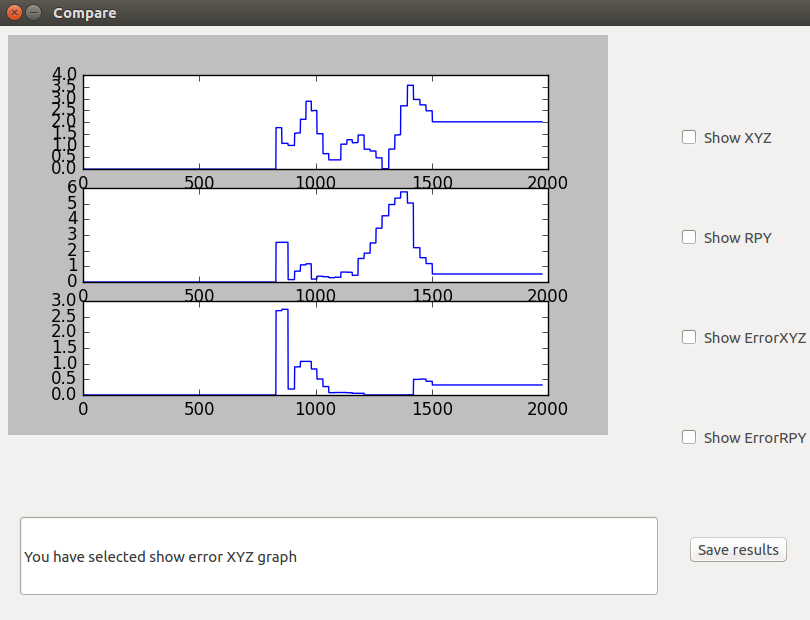 Compare
4.0
3.5
3.0
2.5
2.0
1.5
1.0
0.5
0.0
0 500 1000 1500 2000
6
5
4
3
2
1
0
0 500 1000 1500 2000
3.0
2.5
2.0
1.5
1.0
0.5
0.0
0 500 1000 1500 2000
Show XYZ
Show RPY
Show ErrorXYZ
Show ErrorRPY
You have selected show error XYZ graph
Save results